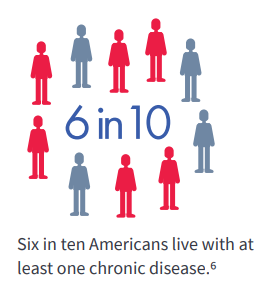 6 in 10
Six in ten Americans live with at
least one chronic disease.⁶